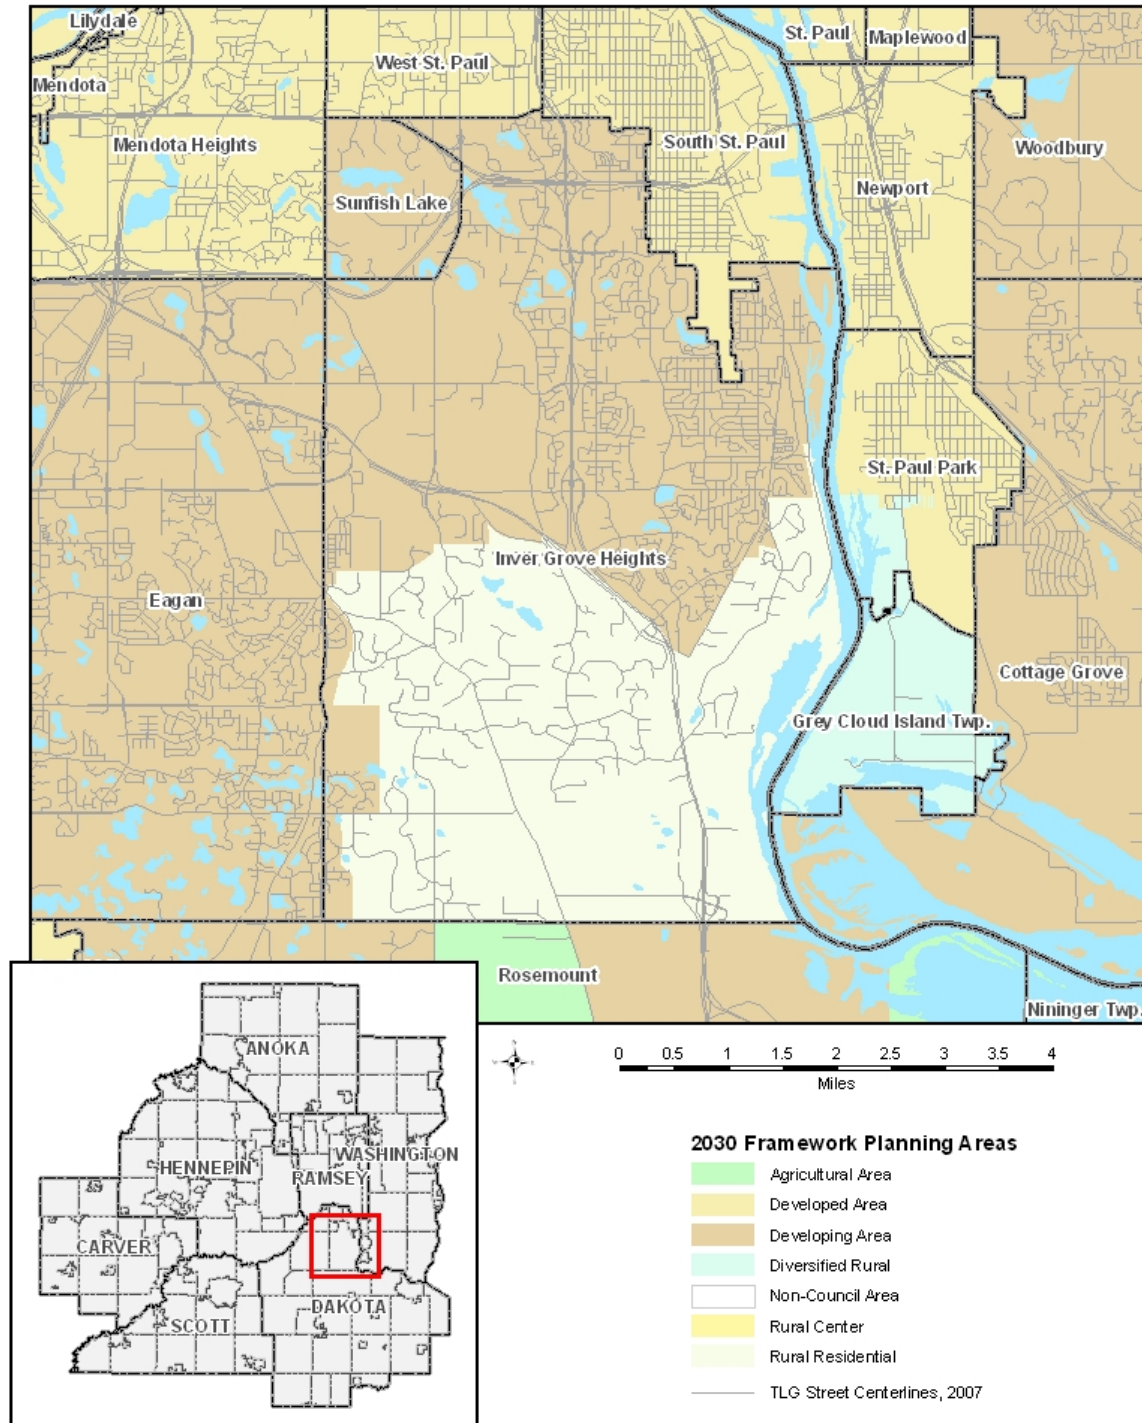 Lilydale
St. Paul
Maplewood
West St. Paul
Mendota
Mendota Heights
South St. Paul
Woodbury
Newport
Sunfish Lake
St. Paul Park
Inver Grove Heights
Eagan
Cottage Grove
Grey Cloud Island Twp.
Rosemount
Nininger Twp.
ANOKA
HENNEPIN
WASHINGTON
RAMSEY
CARVER
DAKOTA
SCOTT
0 0.5 1 1.5 2 2.5 3 3.5 4
Miles
2030 Framework Planning Areas
Agricultural Area
Developed Area
Developing Area
Diversified Rural
Non-Council Area
Rural Center
Rural Residential
TLG Street Centerlines, 2007